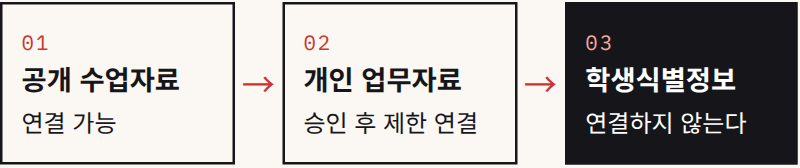 01
공개 수업자료
연결 가능
→
02
개인 업무자료
승인 후 제한 연결
→
03
학생식별정보
연결하지 않는다